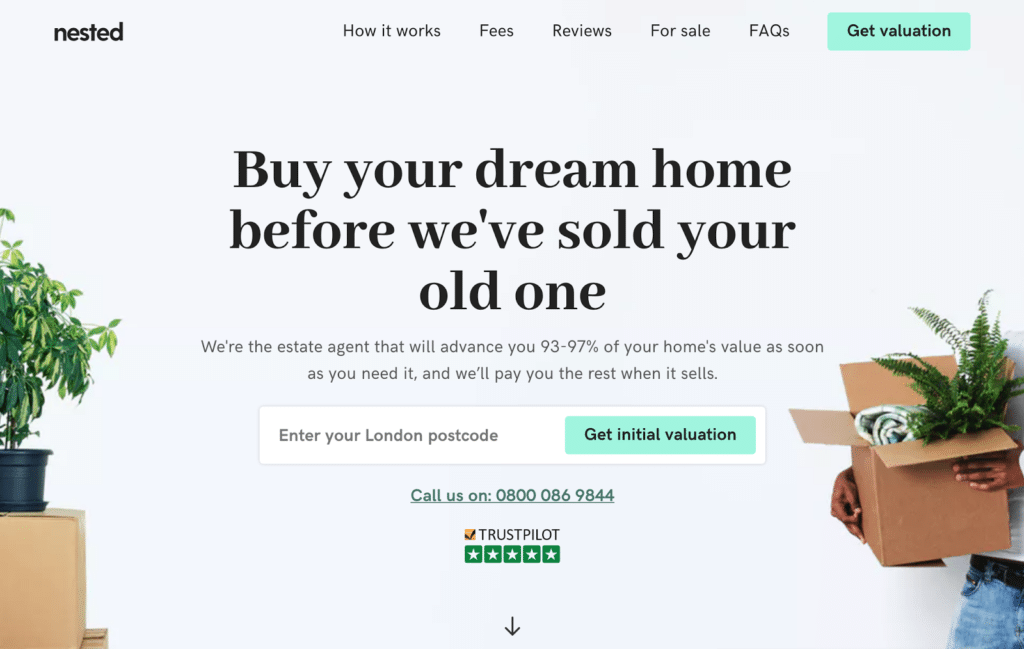 nested
How it works
Fees
Reviews
For sale
FAQs
Get valuation
Buy your dream home
before we've sold your
old one
We're the estate agent that will advance you 93-97% of your home's value as soon
as you need it, and we’ll pay you the rest when it sells.
Enter your London postcode
Get initial valuation
Call us on: 0800 086 9844
TRUSTPILOT